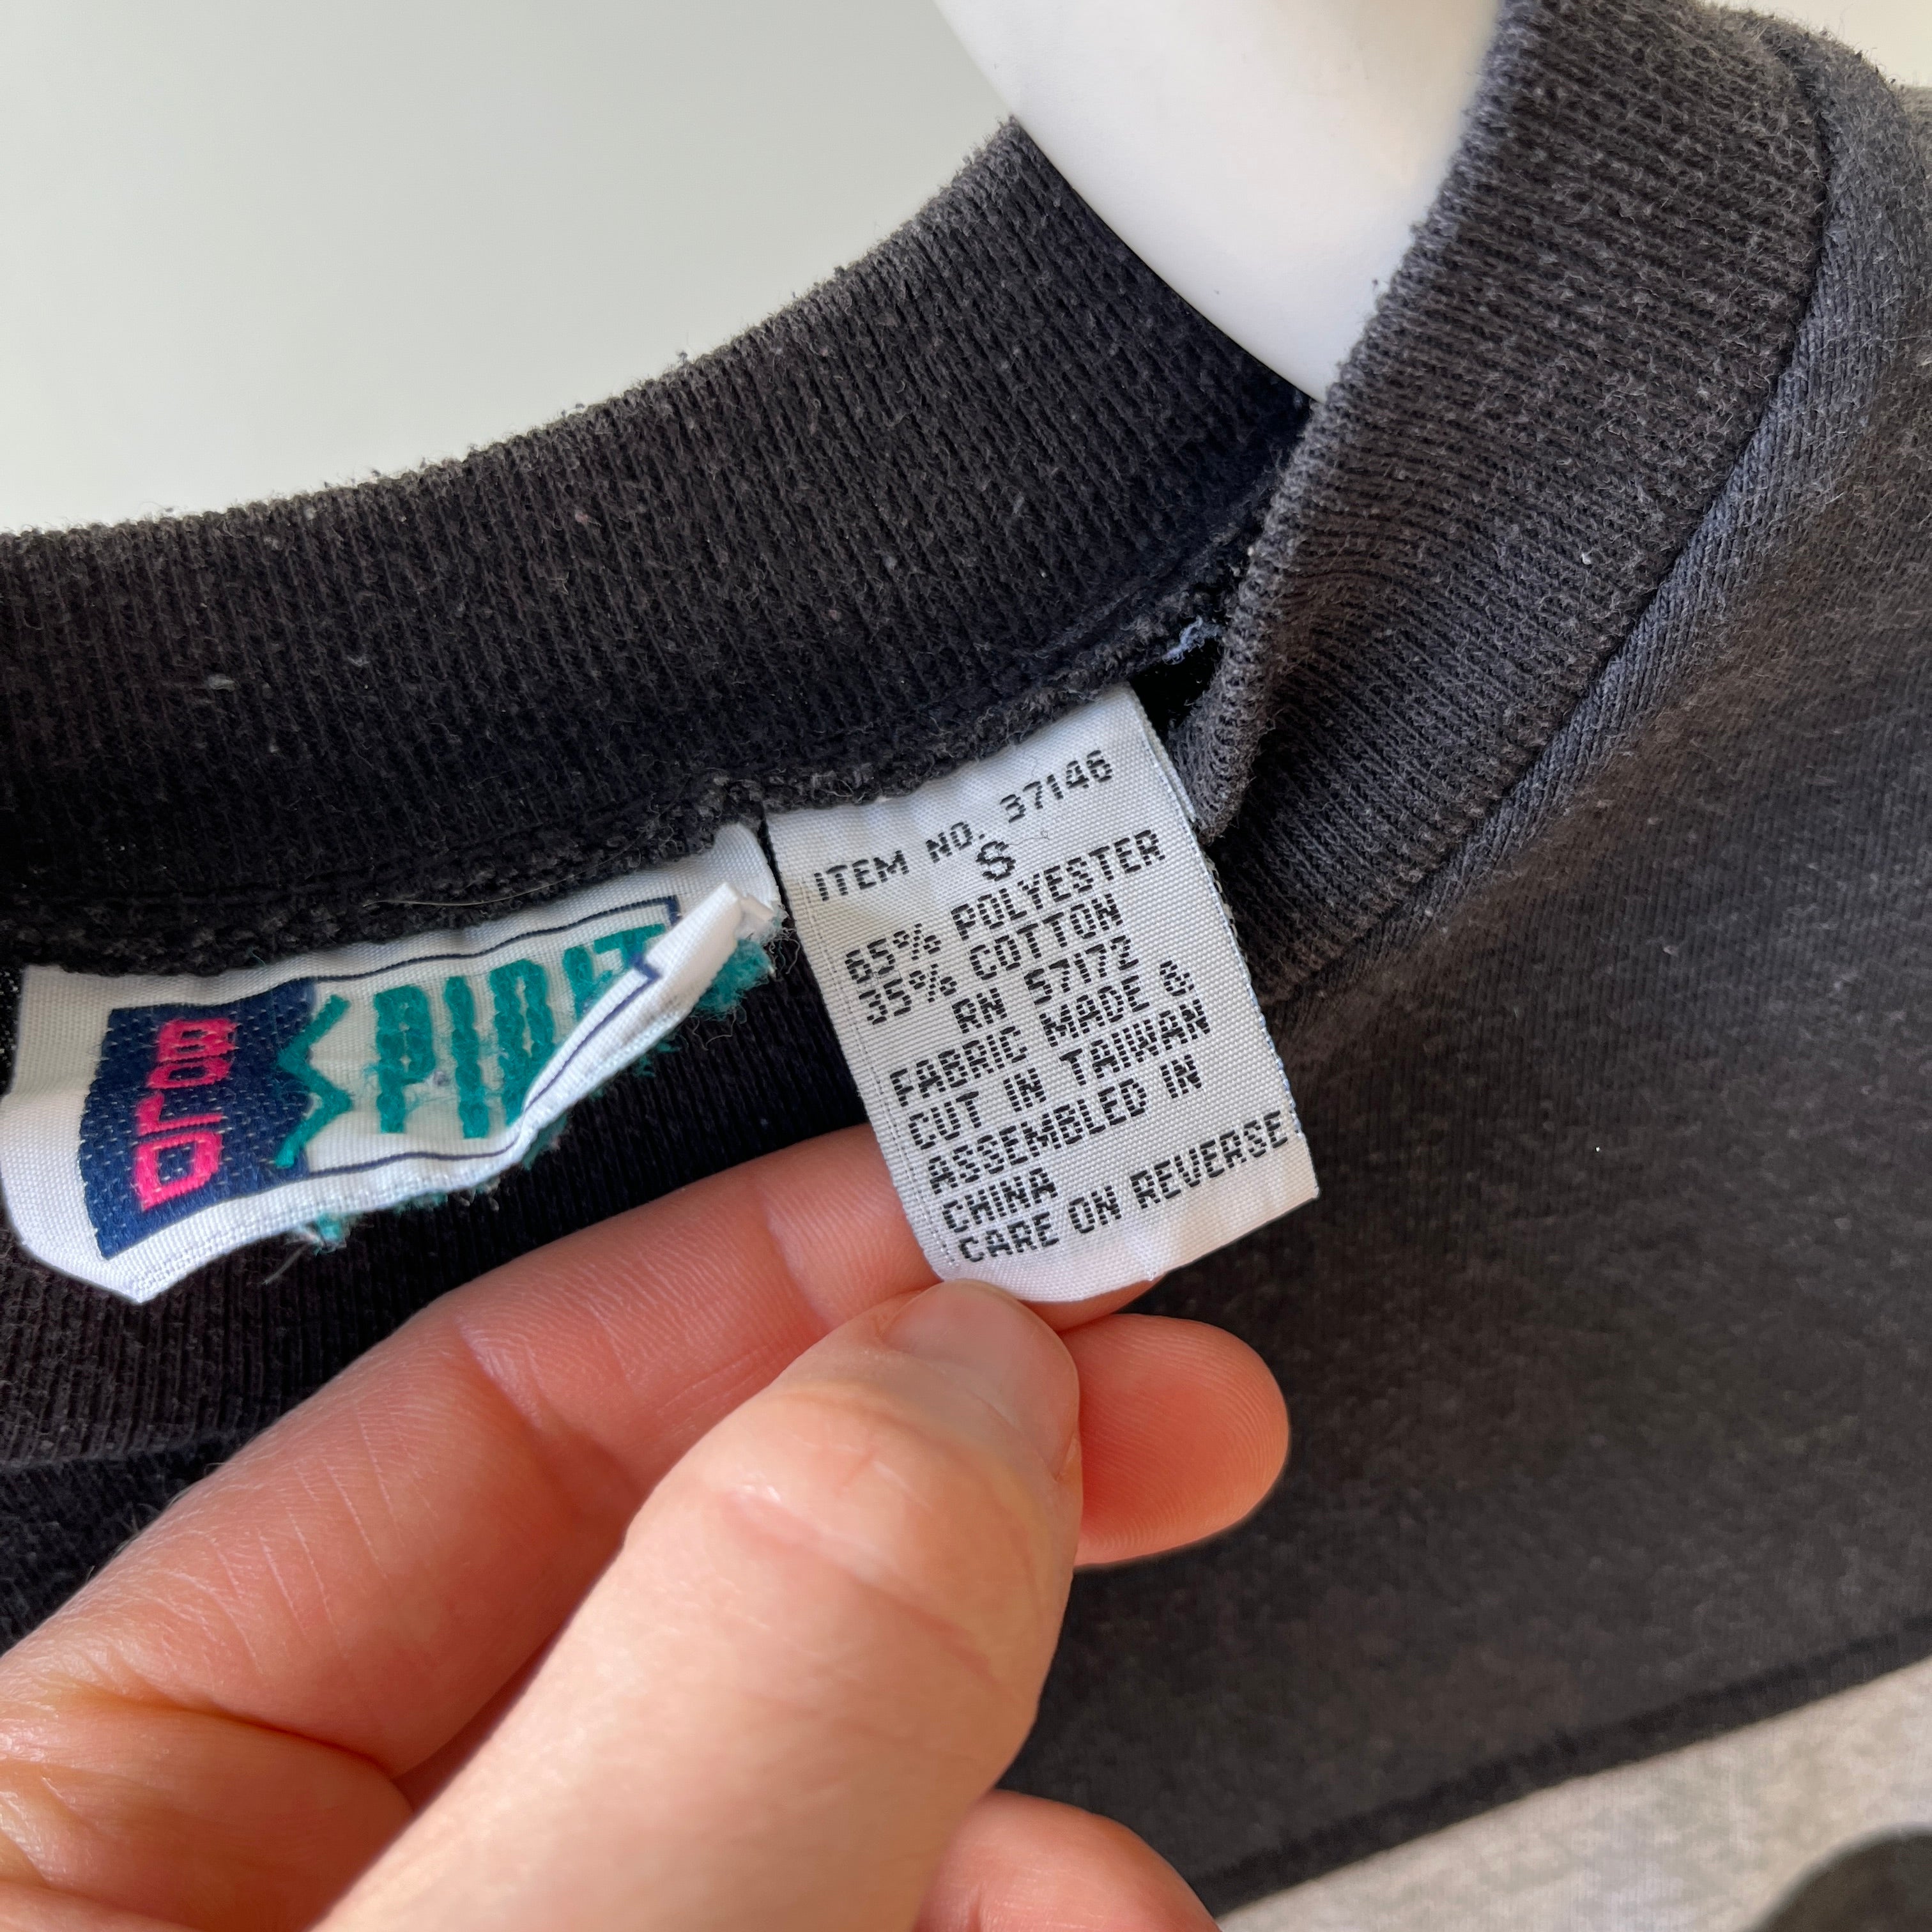 BOLD
ITEM NO. 37146
S
65% POLYESTER
35% COTTON
RN 57172
FABRIC MADE &
CUT IN TAIWAN
ASSEMBLED IN
CHINA
CARE ON REVERSE